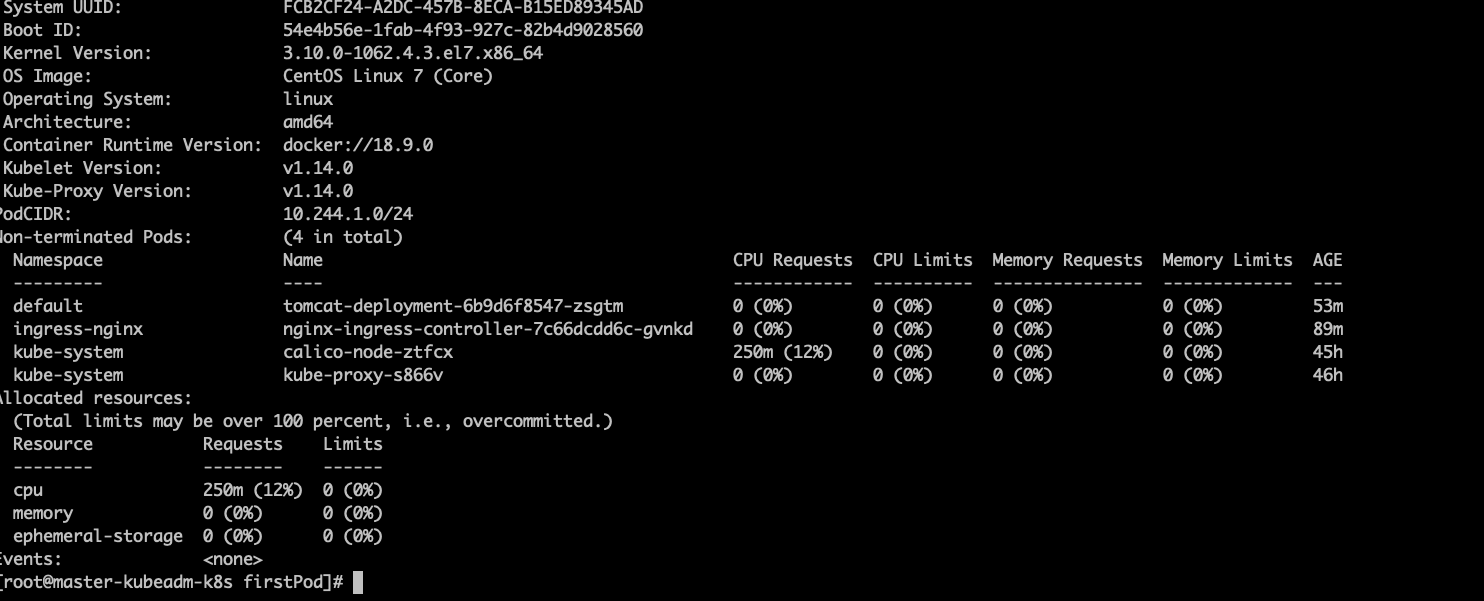 System UUID: FCB2CF24-A2DC-457B-8ECA-B15ED89345AD
Boot ID: 54e4b56e-1fab-4f93-927c-82b4d9028560
Kernel Version: 3.10.0-1062.4.3.el7.x86_64
OS Image: CentOS Linux 7 (Core)
Operating System: linux
Architecture: amd64
Container Runtime Version: docker://18.9.0
Kubelet Version: v1.14.0
Kube-Proxy Version: v1.14.0
PodCIDR: 10.244.1.0/24
Non-terminated Pods: (4 in total)
Namespace Name CPU Requests CPU Limits Memory Requests Memory Limits AGE
--------- ---- ------------ ---------- --------------- ------------- ---
default tomcat-deployment-6b9d6f8547-zsgtm 0 (0%) 0 (0%) 0 (0%) 0 (0%) 53m
ingress-nginx nginx-ingress-controller-7c66dcdd6c-gvnkd 0 (0%) 0 (0%) 0 (0%) 0 (0%) 89m
kube-system calico-node-ztfcx 250m (12%) 0 (0%) 0 (0%) 0 (0%) 45h
kube-system kube-proxy-s866v 0 (0%) 0 (0%) 0 (0%) 0 (0%) 46h
Allocated resources:
(Total limits may be over 100 percent, i.e., overcommitted.)
Resource Requests Limits
-------- -------- ------
cpu 250m (12%) 0 (0%)
memory 0 (0%) 0 (0%)
ephemeral-storage 0 (0%) 0 (0%)
Events: <none>
[root@master-kubeadm-k8s firstPod]#